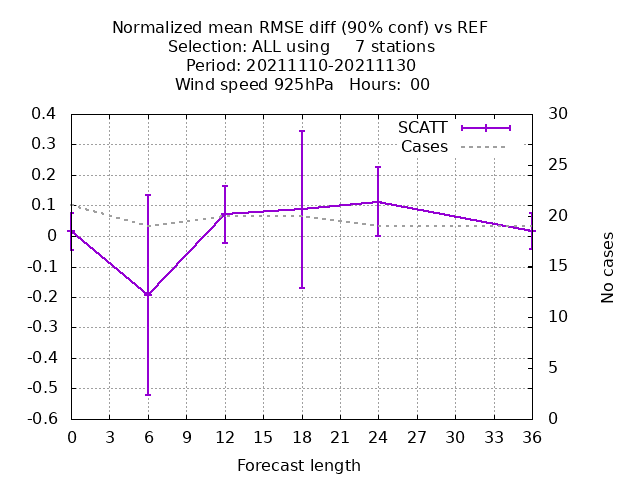 Normalized mean RMSE diff (90% conf) vs REF
Selection: ALL using     7 stations
Period: 20211110-20211130
Wind speed 925hPa   Hours:  00
0.4
0.3
0.2
0.1
0
-0.1
-0.2
-0.3
-0.4
-0.5
-0.6
SCATT
Cases
30
25
20
15
10
5
0
No cases
0 3 6 9 12 15 18 21 24 27 30 33 36
Forecast length